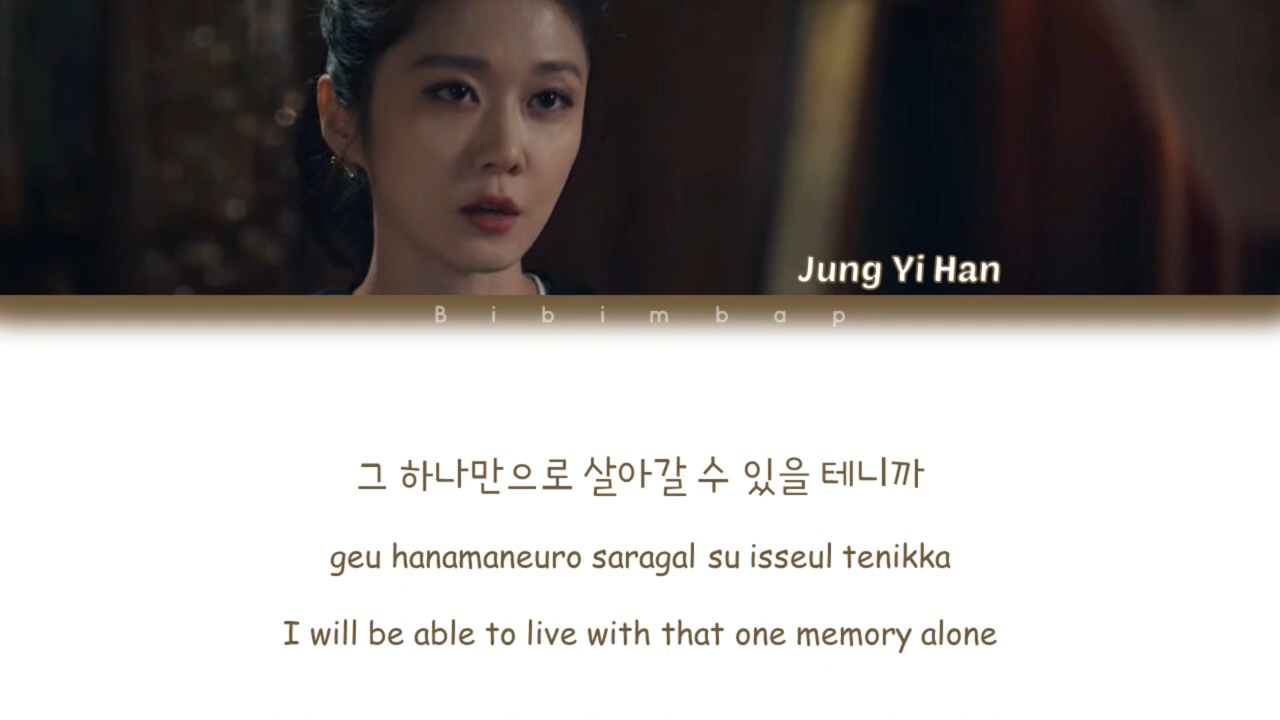 Jung Yi Han
Bibimbap
그 하나만으로 살아갈 수 있을 테니까
geu hanamaneuro saragal su isseul tenikka
I will be able to live with that one memory alone